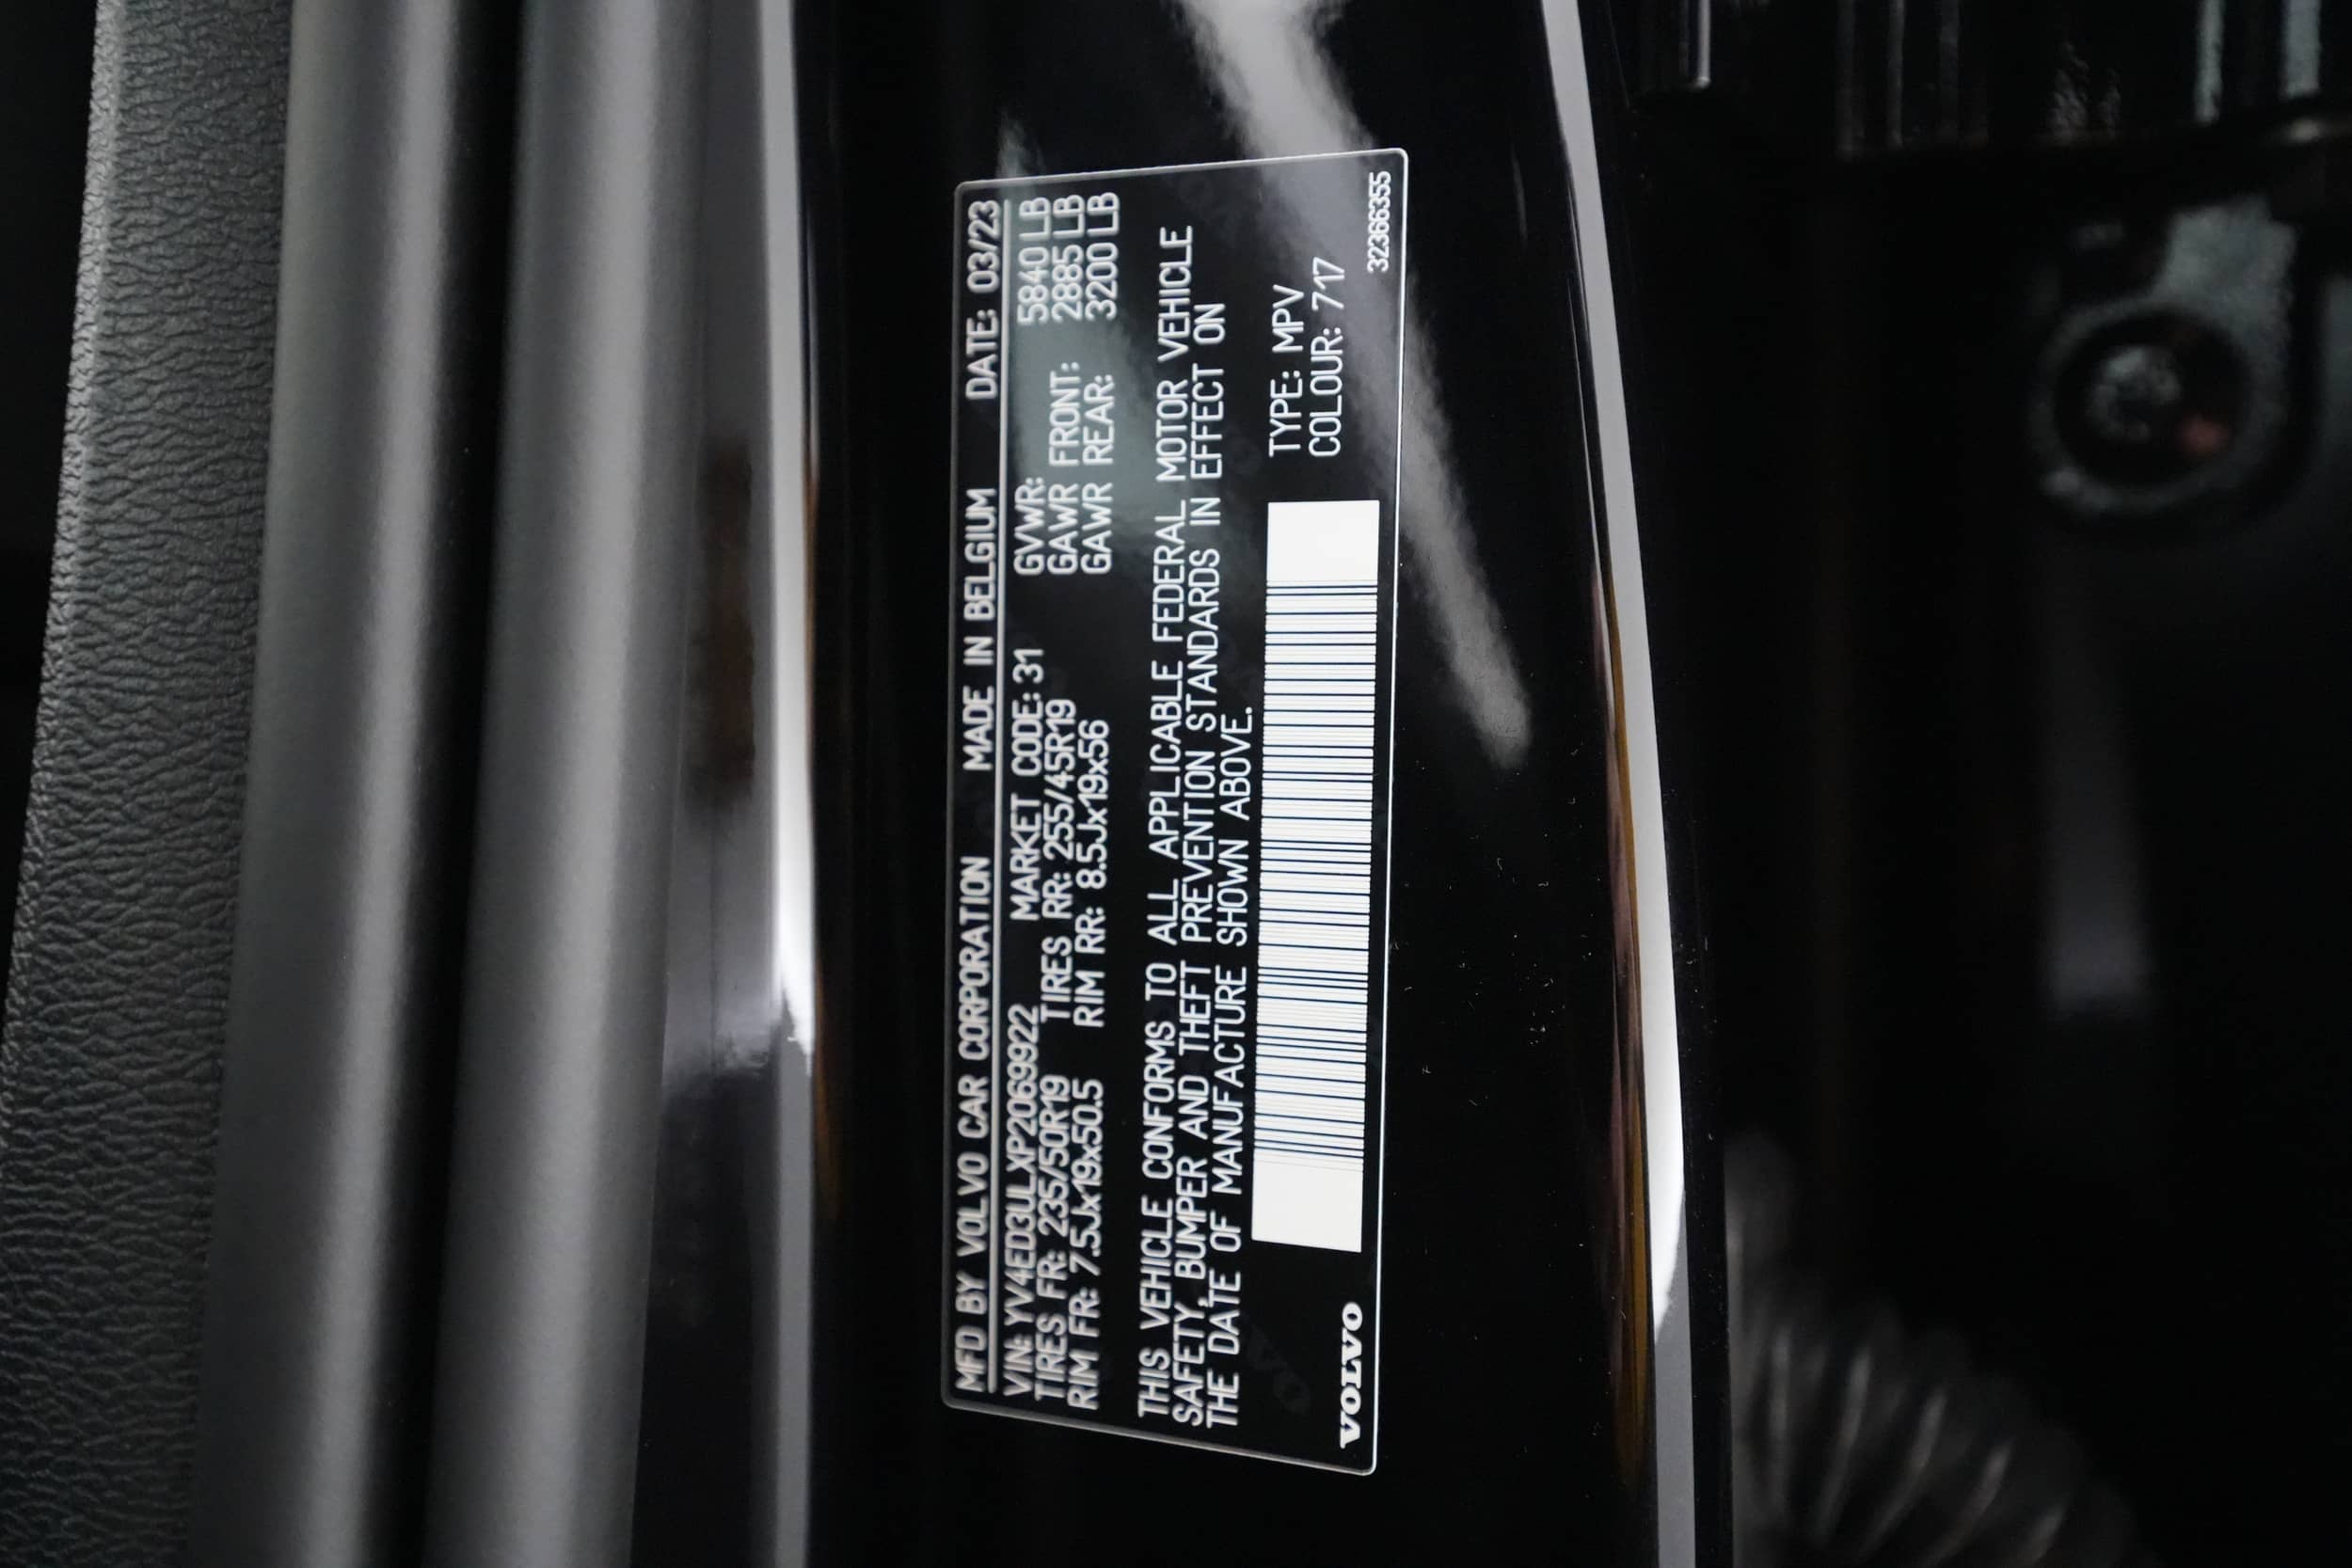 MFD BY VOLVO CAR CORPORATION MADE IN BELGIUM DATE: 03/23
VIN: YV4ED3ULXP2069922 MARKET CODE: 31 GVWR: 5840 LB
TIRES FR: 235/50R19 TIRES RR: 255/45R19 GAWR FRONT: 2885 LB
RIM FR: 7.5Jx19x50.5 RIM RR: 8.5Jx19x56 GAWR REAR: 3200 LB
THIS VEHICLE CONFORMS TO ALL APPLICABLE FEDERAL MOTOR VEHICLE
SAFETY, BUMPER AND THEFT PREVENTION STANDARDS IN EFFECT ON
THE DATE OF MANUFACTURE SHOWN ABOVE.
TYPE: MPV
COLOUR: 717
VOLVO
32366355